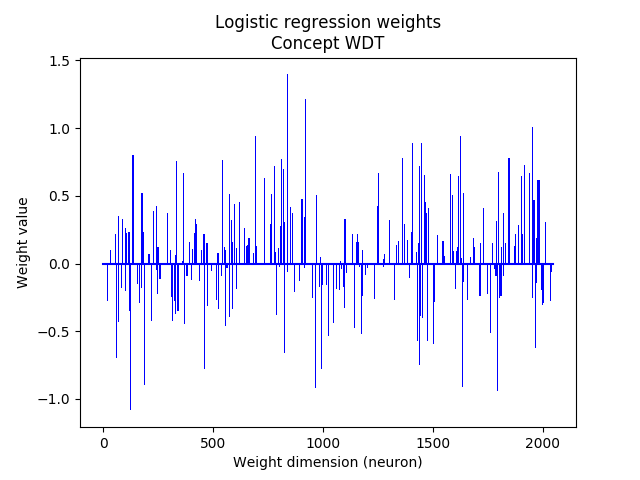 Logistic regression weights
Concept WDT
1.5
1.0
0.5
0.0
−0.5
−1.0
Weight value
0
500
1000
1500
2000
Weight dimension (neuron)